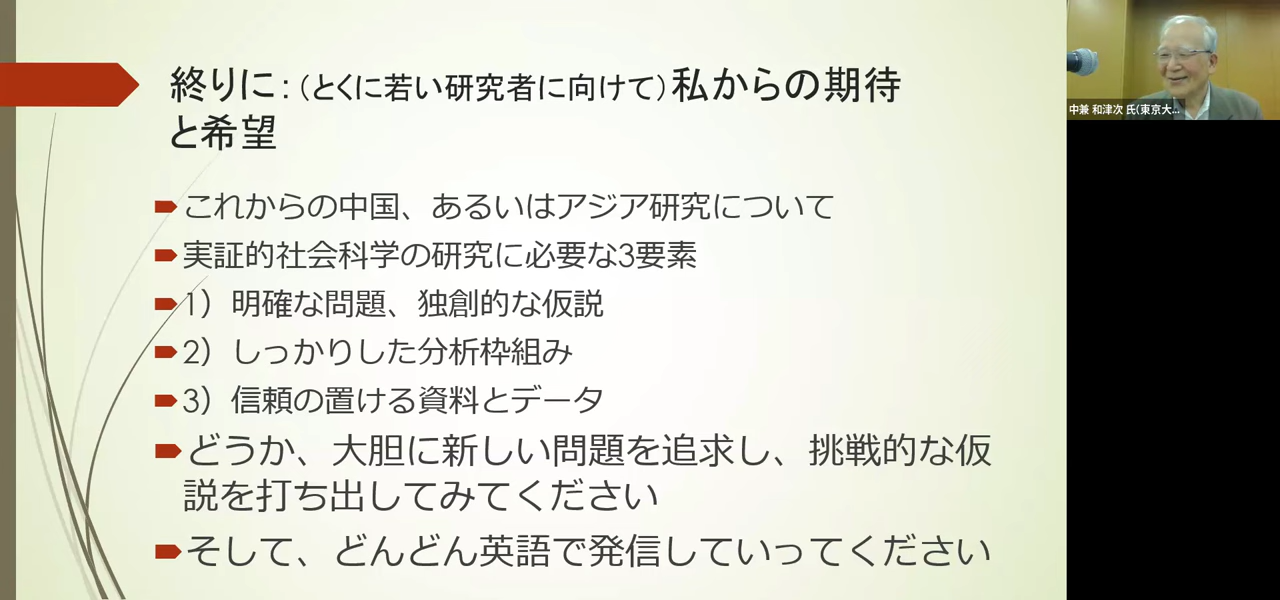 終りに:（とくに若い研究者に向けて）私からの期待
と希望
これからの中国、あるいはアジア研究について
実証的社会科学の研究に必要な3要素
1）明確な問題、独創的な仮説
2）しっかりした分析枠組み
3）信頼の置ける資料とデータ
どうか、大胆に新しい問題を追求し、挑戦的な仮
説を打ち出してみてください
そして、どんどん英語で発信していってください
中兼 和津次 氏(東京大...